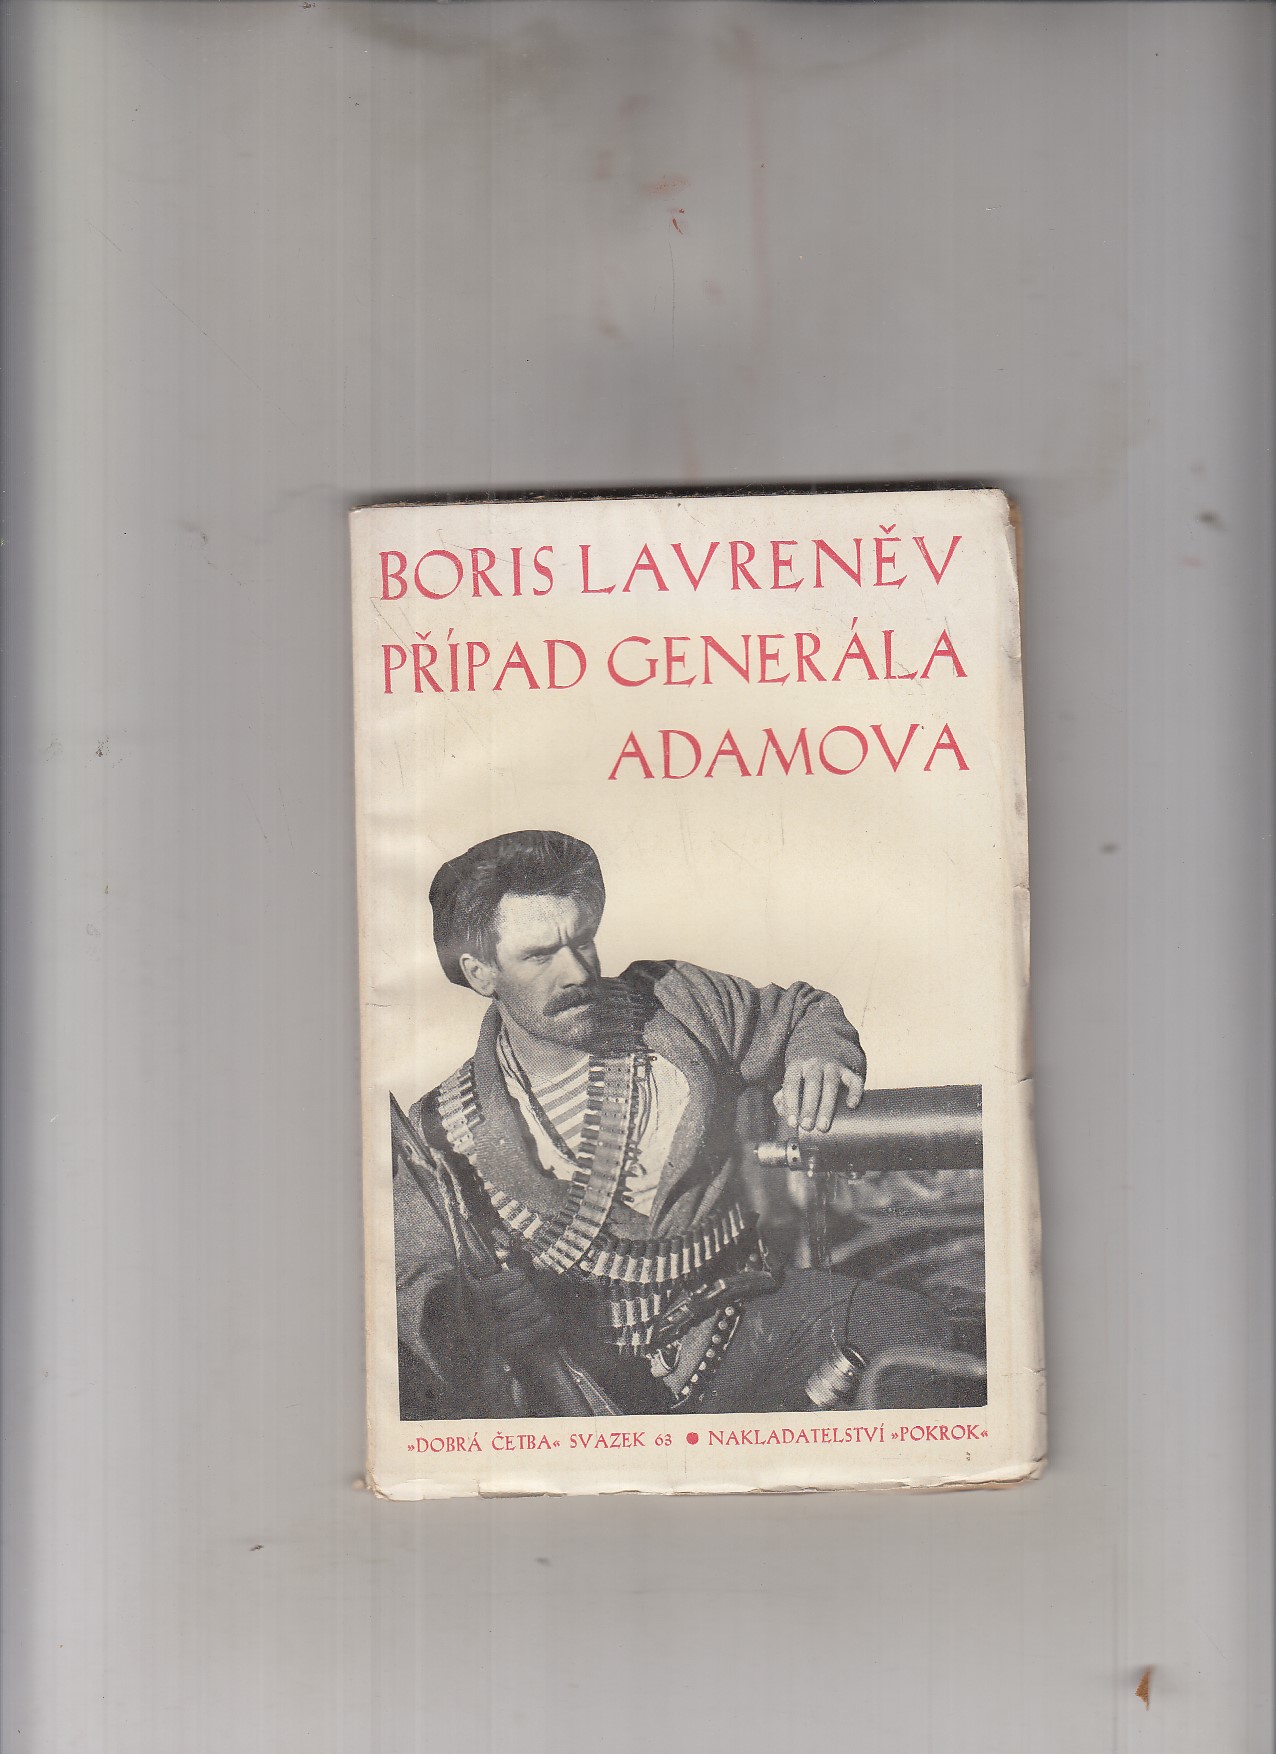 BORIS LAVRENĚV
PŘÍPAD GENERÁLA
ADAMOVA
»DOBRÁ ČETBA« SVAZEK 63 ● NAKLADATELSTVÍ »POKROK«